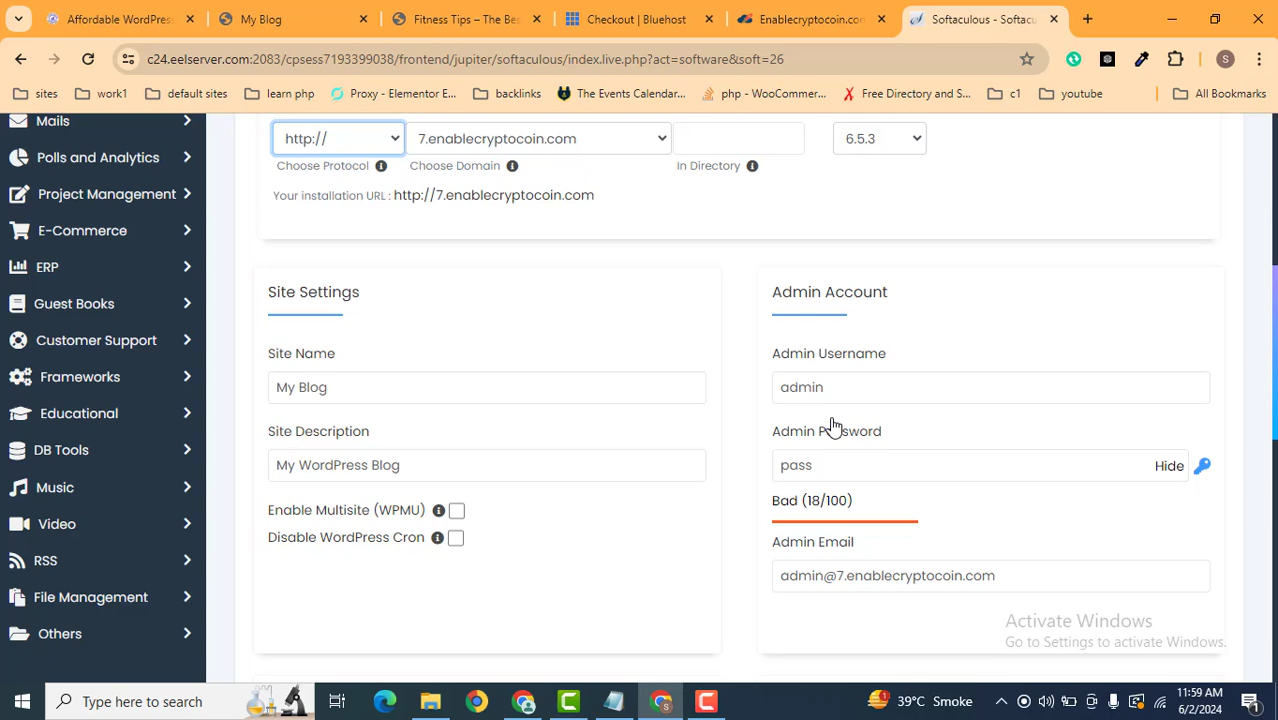 Affordable WordPress
My Blog
Fitness Tips – The Be
Checkout | Bluehost
Enablecryptocoin.com
Softaculous - Softac
c24.eelserver.com:2083/cpsess7193399038/frontend/jupiter/softaculous/index.live.php?act=software&soft=26
S
sites
work1
default sites
learn php
Proxy - Elementor E...
backlinks
The Events Calendar...
php - WooCommer...
Free Directory and S...
c1
youtube
All Bookmarks
Mails
Polls and Analytics
Project Management
E-Commerce
ERP
Guest Books
Customer Support
Frameworks
Educational
DB Tools
Music
Video
RSS
File Management
Others
http://
7.enablecryptocoin.com
6.5.3
Choose Protocol
Choose Domain
In Directory
Your installation URL : http://7.enablecryptocoin.com
Site Settings
Site Name
My Blog
Site Description
My WordPress Blog
Enable Multisite (WPMU)
Disable WordPress Cron
Admin Account
Admin Username
admin
Admin Password
pass
Hide
Bad (18/100)
Admin Email
admin@7.enablecryptocoin.com
Activate Windows
Go to Settings to activate Windows.
Type here to search
39°C Smoke
11:59 AM
6/2/2024
1